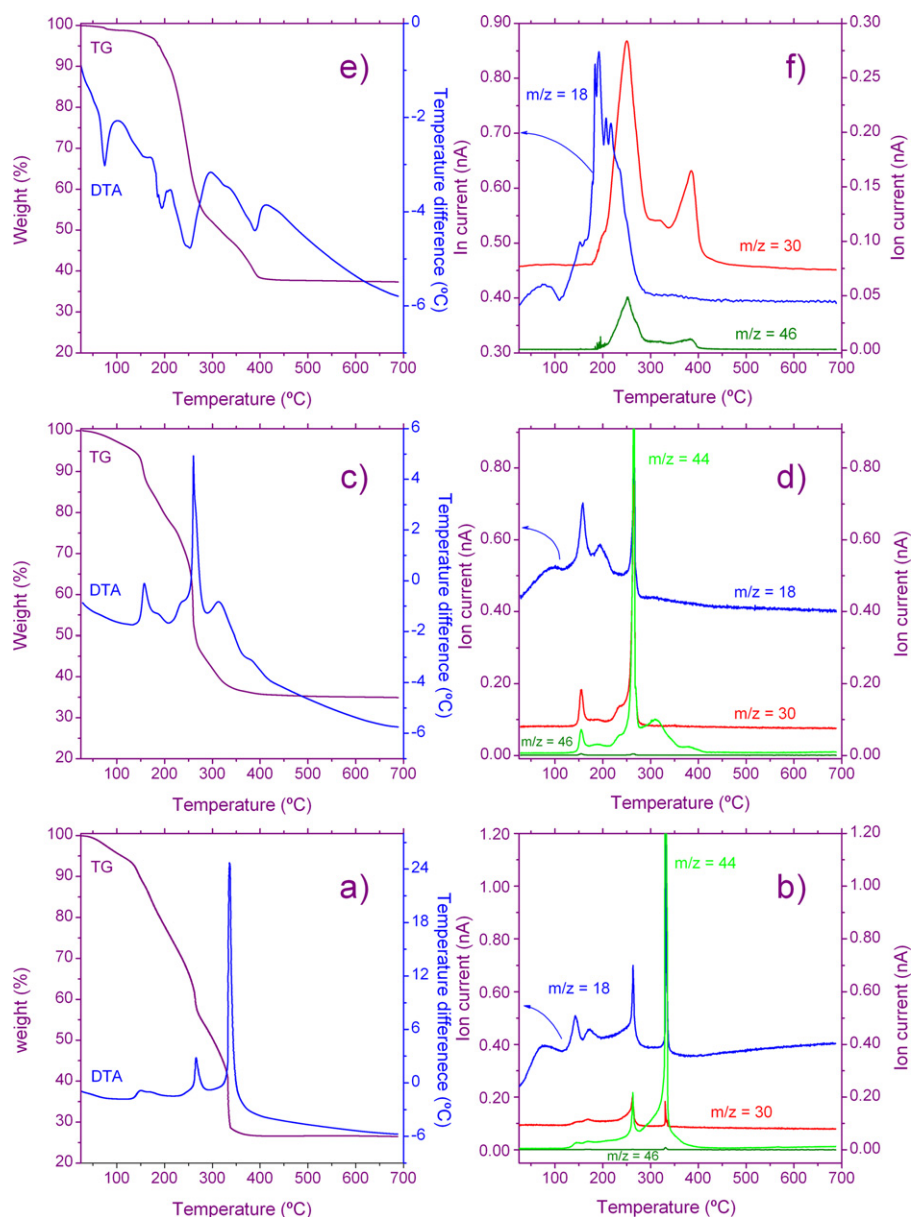 e)
TG
DTA
100
90
80
70
60
50
40
30
20
Weight (%)
0
-2
-4
-6
Temperature difference (ºC)
100 200 300 400 500 600 700
Temperature (ºC)
f)
m/z = 18
m/z = 30
m/z = 46
0.90
0.80
0.70
0.60
0.50
0.40
0.30
In current (nA)
0.30
0.25
0.20
0.15
0.10
0.05
0.00
Ion current (nA)
100 200 300 400 500 600 700
Temperature (ºC)
c)
TG
DTA
100
90
80
70
60
50
40
30
20
Weight (%)
6
4
2
0
-2
-4
-6
Temperature difference (ºC)
100 200 300 400 500 600 700
Temperature (ºC)
d)
m/z = 44
m/z = 18
m/z = 30
m/z = 46
0.80
0.60
0.40
0.20
0.00
Ion current (nA)
0.80
0.70
0.60
0.50
0.40
0.30
0.20
0.10
0.00
Ion current (nA)
100 200 300 400 500 600 700
Temperature (ºC)
a)
TG
DTA
100
90
80
70
60
50
40
30
20
weight (%)
24
18
12
6
0
-6
Temperature differenece (ºC)
100 200 300 400 500 600 700
Temperature (ºC)
b)
m/z = 44
m/z = 18
m/z = 30
m/z = 46
1.20
1.00
0.80
0.60
0.40
0.20
0.00
Ion current (nA)
1.20
1.00
0.80
0.60
0.40
0.20
0.00
Ion current (nA)
100 200 300 400 500 600 700
Temperature (ºC)